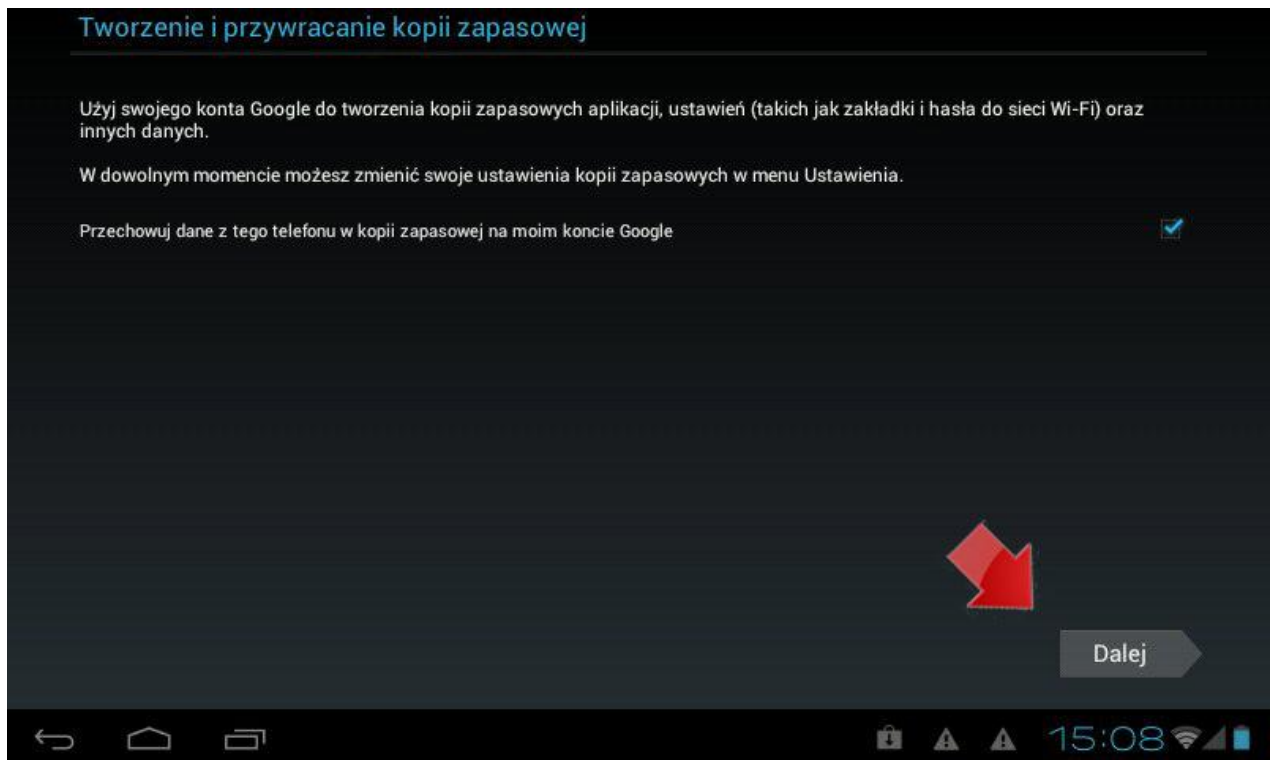 Tworzenie i przywracanie kopii zapasowej
Użyj swojego konta Google do tworzenia kopii zapasowych aplikacji, ustawień (takich jak zakładki i hasła do sieci Wi-Fi) oraz
innych danych.
W dowolnym momencie możesz zmienić swoje ustawienia kopii zapasowych w menu Ustawienia.
Przechowuj dane z tego telefonu w kopii zapasowej na moim koncie Google
Dalej
15:08